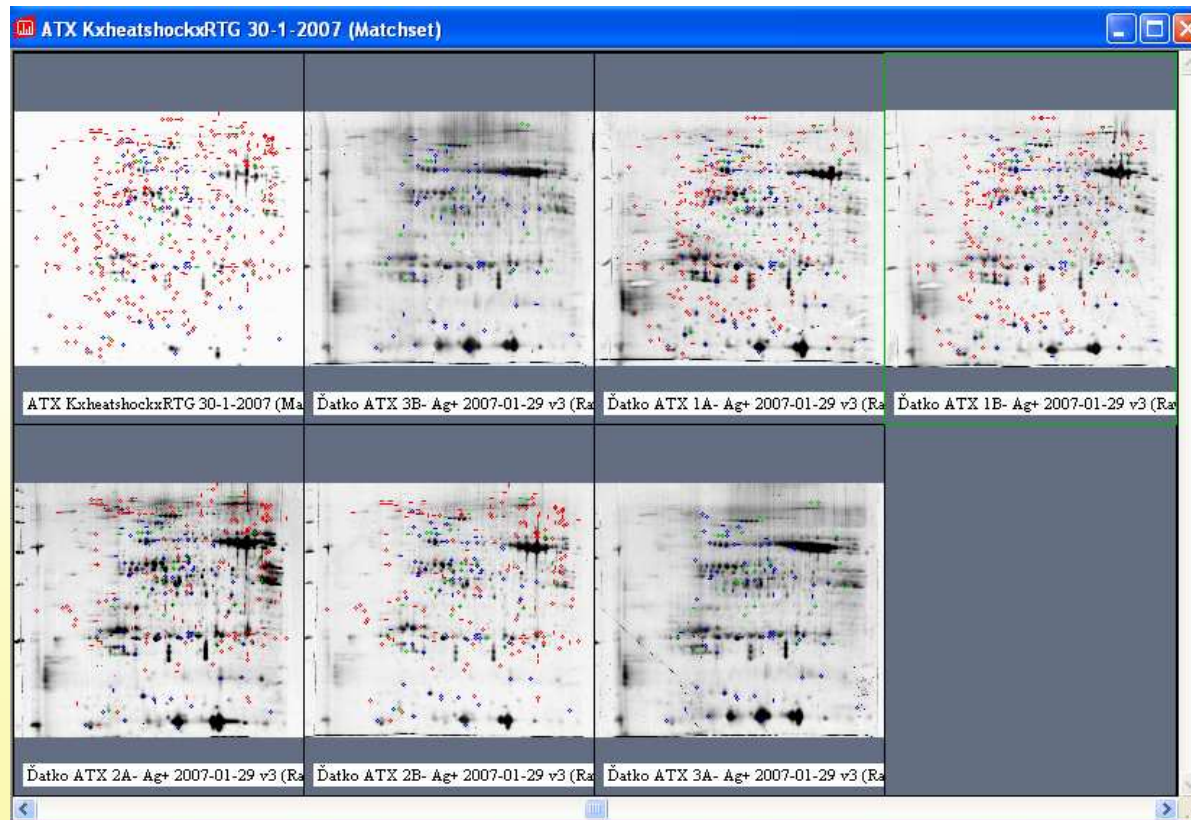 ATX KxheatshockxRTG 30-1-2007 (Matchset)
ATX KxheatshockxRTG 30-1-2007 (Ma
Ďatko ATX 3B- Ag+ 2007-01-29 v3 (Ra
Ďatko ATX 1A- Ag+ 2007-01-29 v3 (Ra
Ďatko ATX 1B- Ag+ 2007-01-29 v3 (Ra
Ďatko ATX 2A- Ag+ 2007-01-29 v3 (Ra
Ďatko ATX 2B- Ag+ 2007-01-29 v3 (Ra
Ďatko ATX 3A- Ag+ 2007-01-29 v3 (Ra